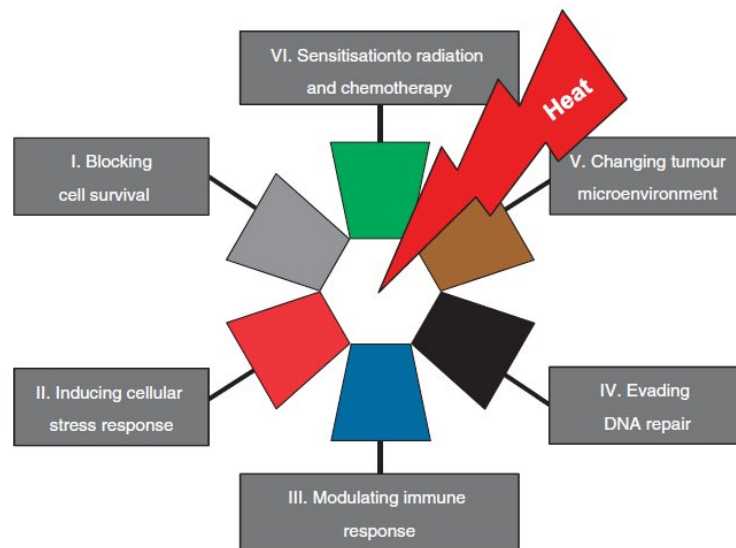 VI. Sensitisationto radiation
and chemotherapy
Heat
I. Blocking
cell survival
V. Changing tumour
microenvironment
II. Inducing cellular
stress response
IV. Evading
DNA repair
III. Modulating immune
response